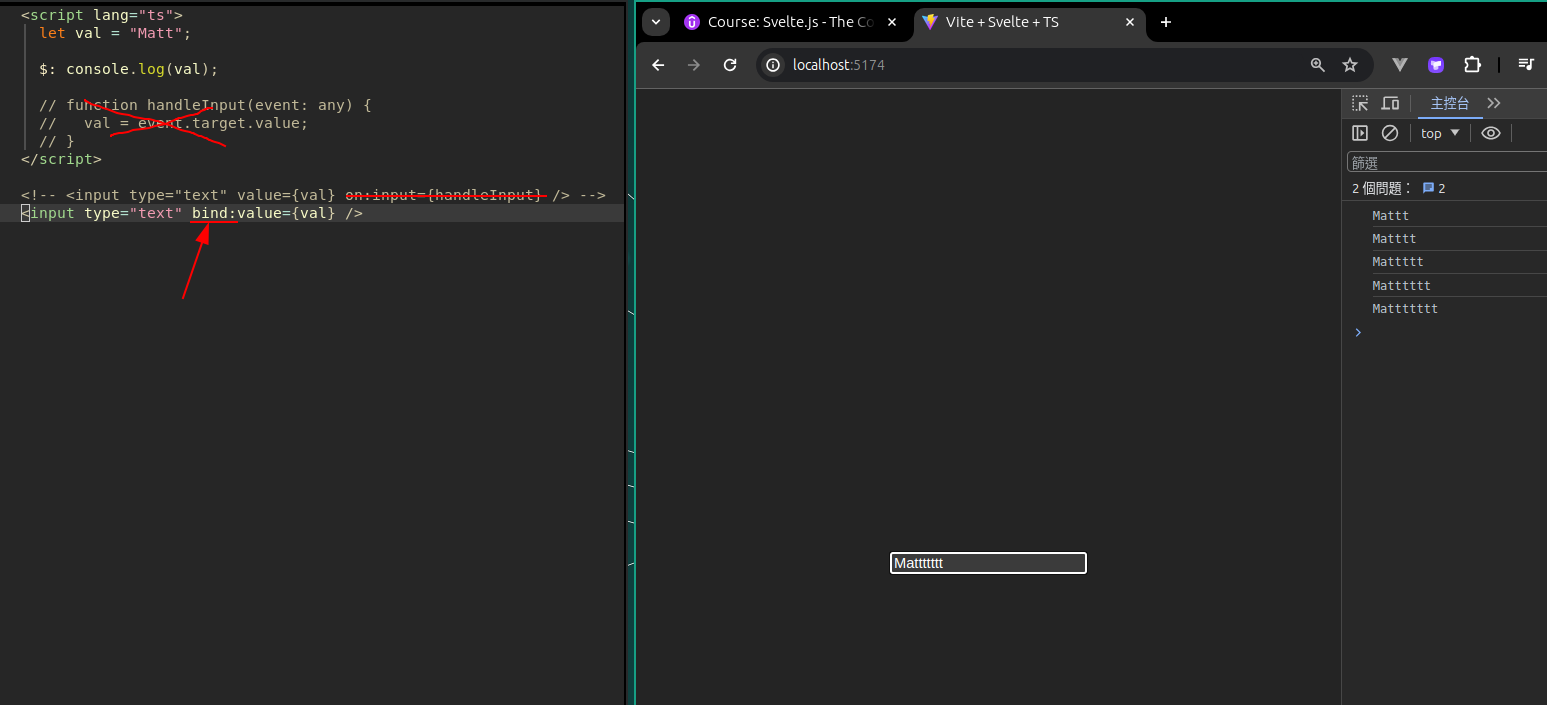 <script lang="ts">
let val = "Matt";
$: console.log(val);
// function handleInput(event: any) {
//   val = event.target.value;
// }
</script>
<!-- <input type="text" value={val} on:input={handleInput} /> -->
<input type="text" bind:value={val} />
Course: Svelte.js - The Co
VIte + Svelte + TS
localhost:5174
主控台
top
篩選
2 個問題： 2
Mattt
Matttt
Mattttt
Matttttt
Mattttttt
Mattttttt